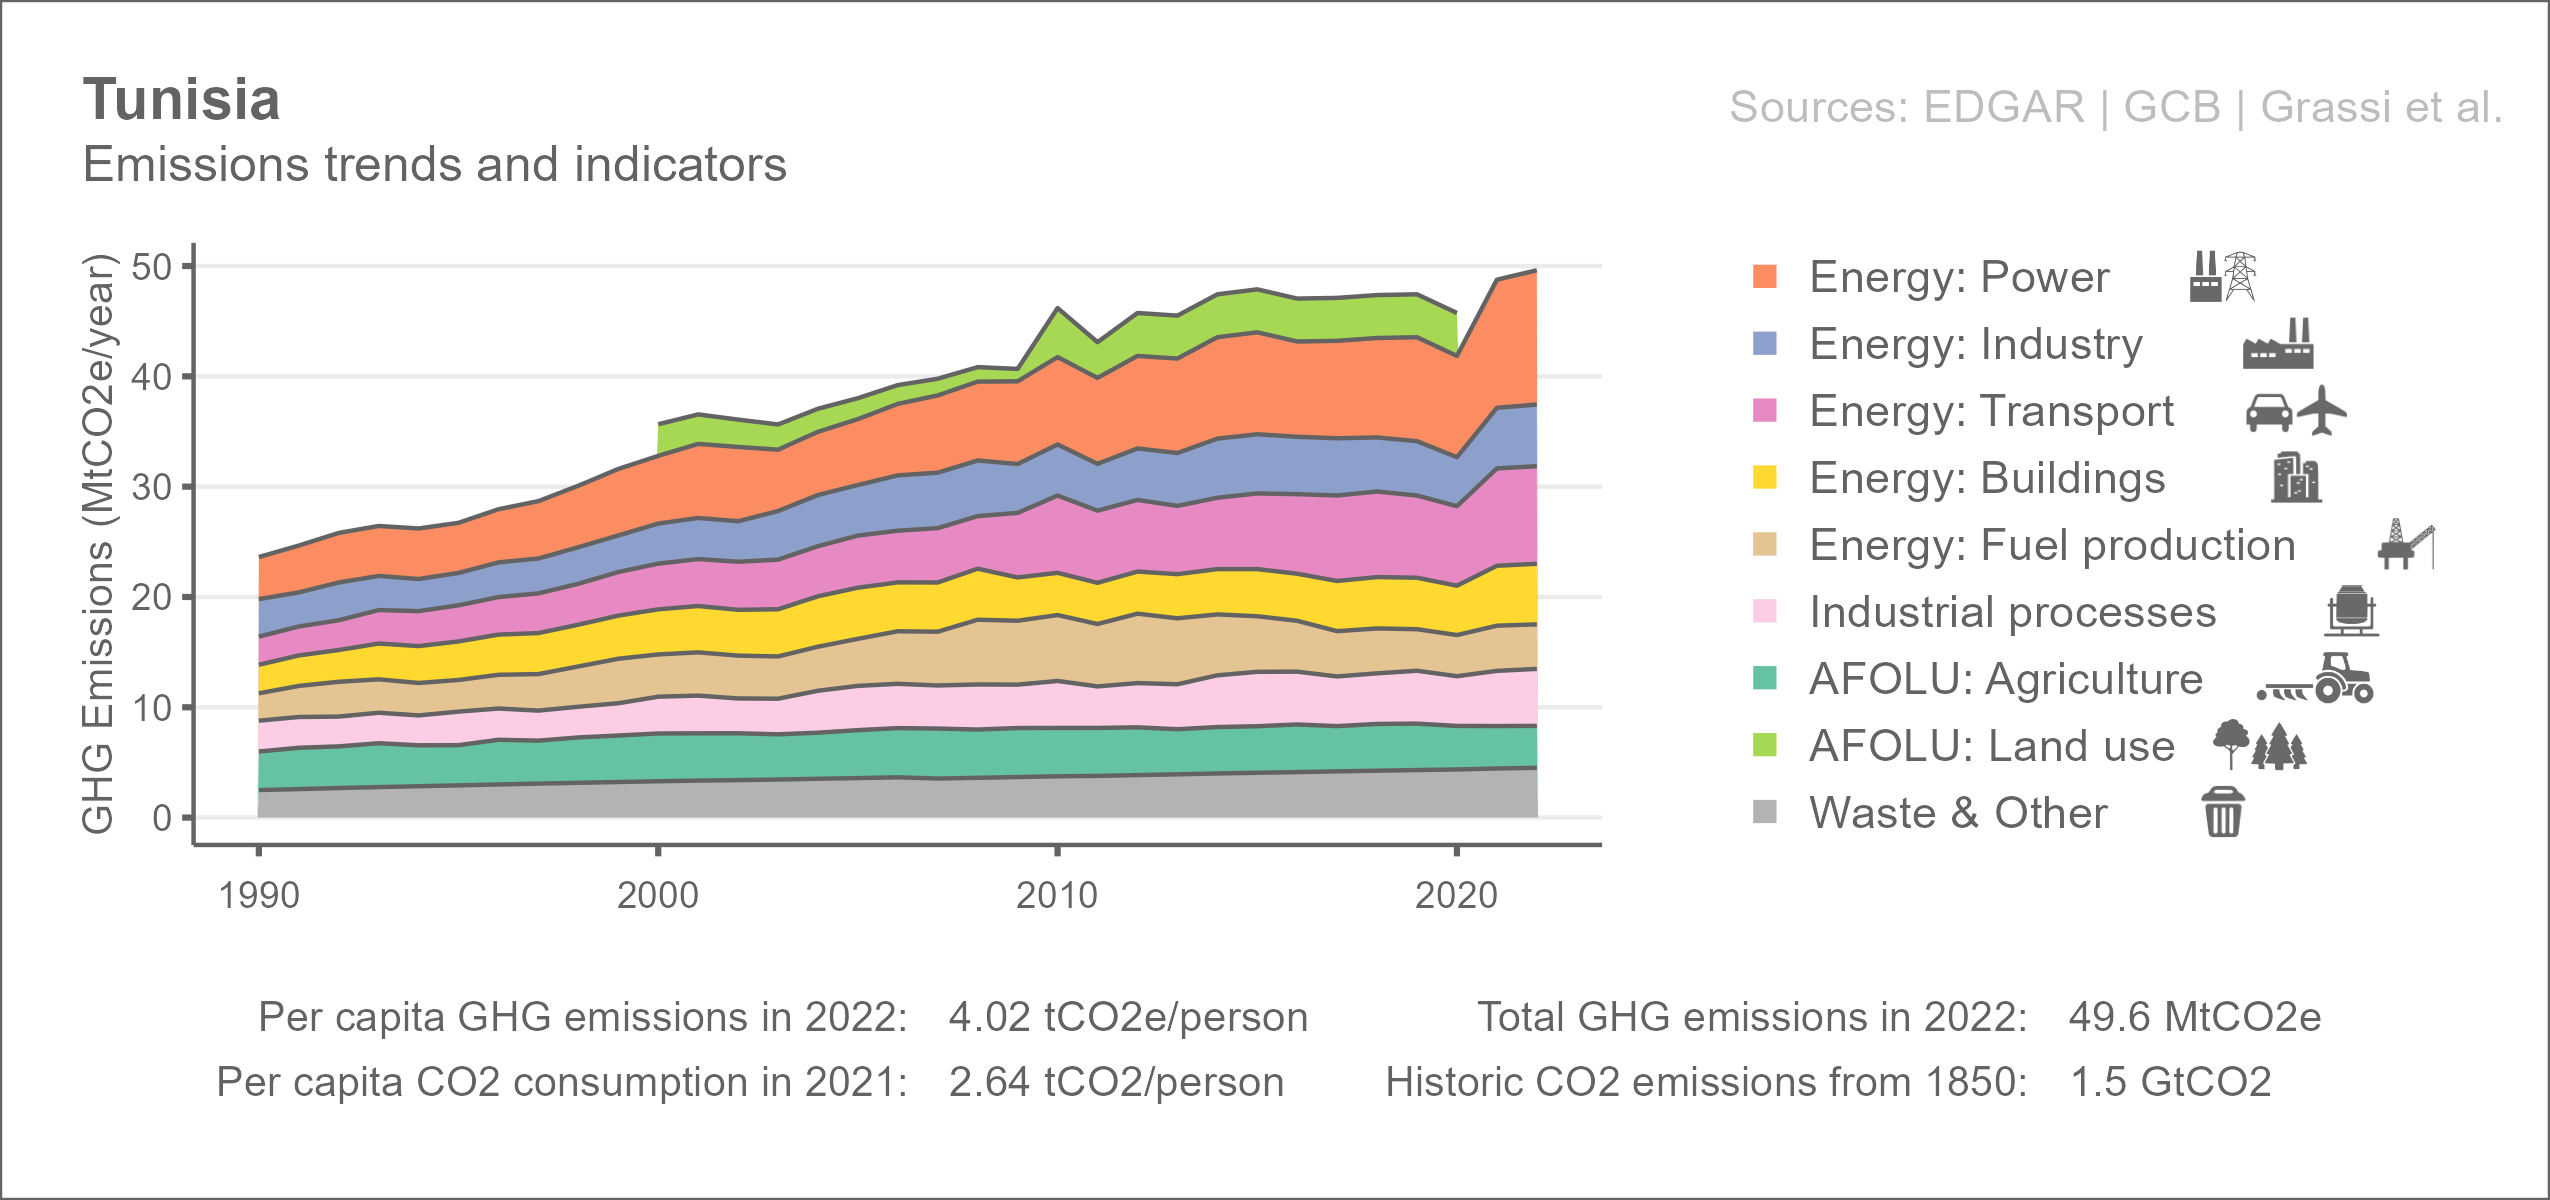 Tunisia
Sources: EDGAR | GCB | Grassi et al.
Emissions trends and indicators
GHG Emissions (MtCO2e/year)
50
40
30
20
10
0
1990
2000
2010
2020
Energy: Power
Energy: Industry
Energy: Transport
Energy: Buildings
Energy: Fuel production
Industrial processes
AFOLU: Agriculture
AFOLU: Land use
Waste & Other
Per capita GHG emissions in 2022: 4.02 tCO2e/person
Total GHG emissions in 2022: 49.6 MtCO2e
Per capita CO2 consumption in 2021: 2.64 tCO2/person
Historic CO2 emissions from 1850: 1.5 GtCO2